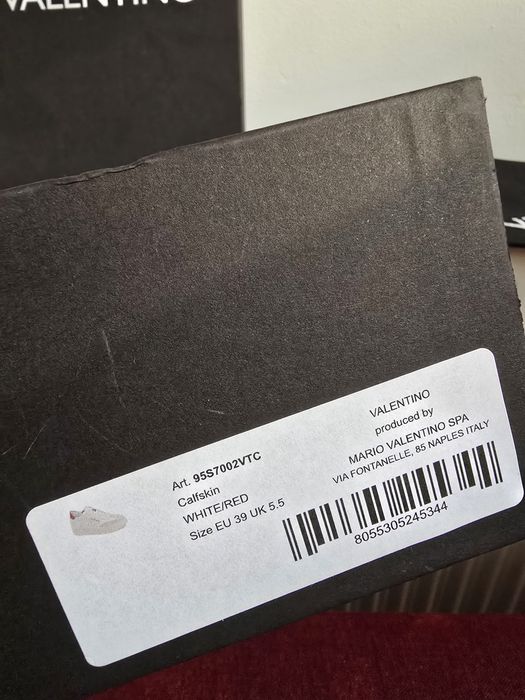 VALENTINO
Art. 95S7002VTC
Calfskin
WHITE/RED
Size EU 39 UK 5.5
VALENTINO
produced by
MARIO VALENTINO SPA
VIA FONTANELLE, 85 NAPLES ITALY
8055305245344